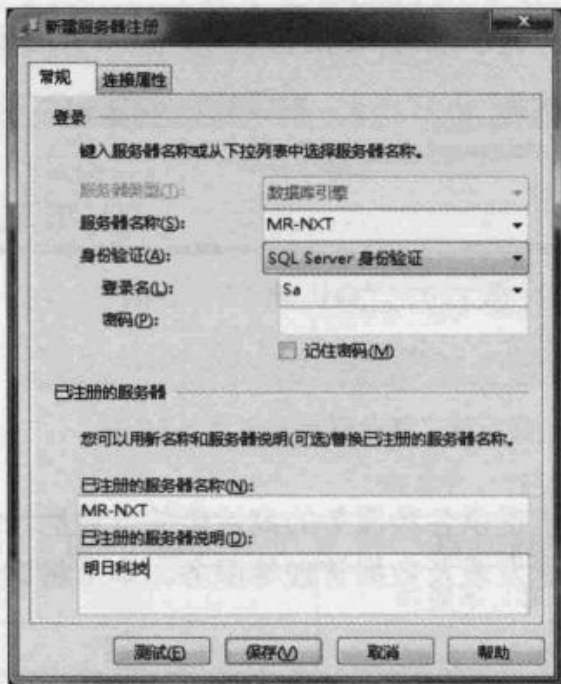 新建服务器注册
常规 连接属性
登录
键入服务器名称或从下拉列表中选择服务器名称。
服务器类型(T): 数据库引擎
服务器名称(S): MR-NXT
身份验证(A): SQL Server 身份验证
登录名(L): Sa
密码(P):
记住密码(M)
已注册的服务器
您可以用新名称和服务器说明(可选)替换已注册的服务器名称。
已注册的服务器名称(N):
MR-NXT
已注册的服务器说明(D):
明日科技
测试(E) 保存(V) 取消 帮助